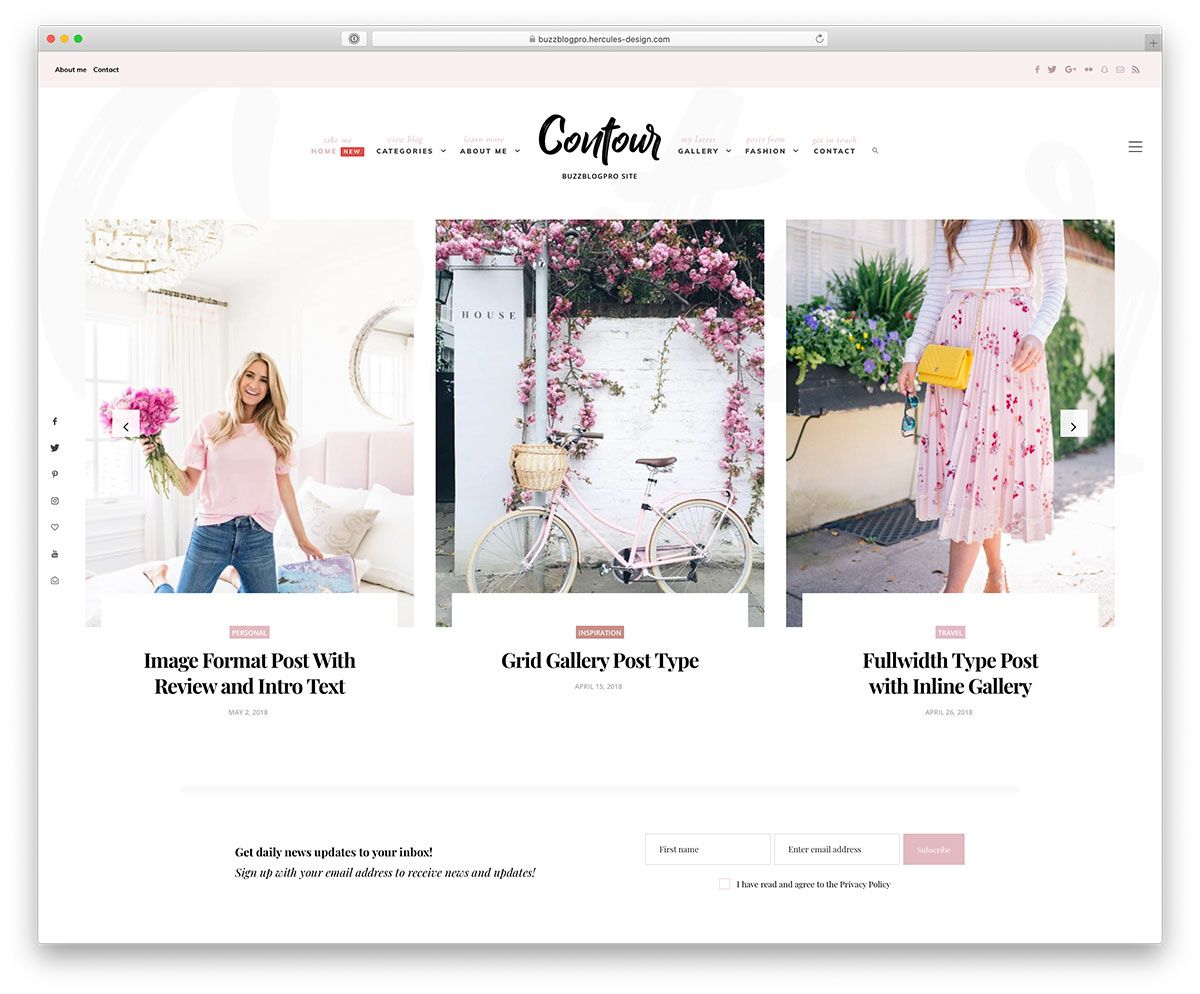 buzzblogpro.hercules-design.com
About me Contact
take me view blog learn more my latest posts from get in touch
HOME NEW CATEGORIES ABOUT ME Contour GALLERY FASHION CONTACT
BUZZBLOGPRO SITE
HOUSE
PERSONAL INSPIRATION TRAVEL
Image Format Post With Grid Gallery Post Type Fullwidth Type Post
Review and Intro Text with Inline Gallery
APRIL 15, 2018
MAY 2, 2018 APRIL 26, 2018
Get daily news updates to your inbox! First name Enter email address Subscribe
Sign up with your email address to receive news and updates!
I have read and agree to the Privacy Policy